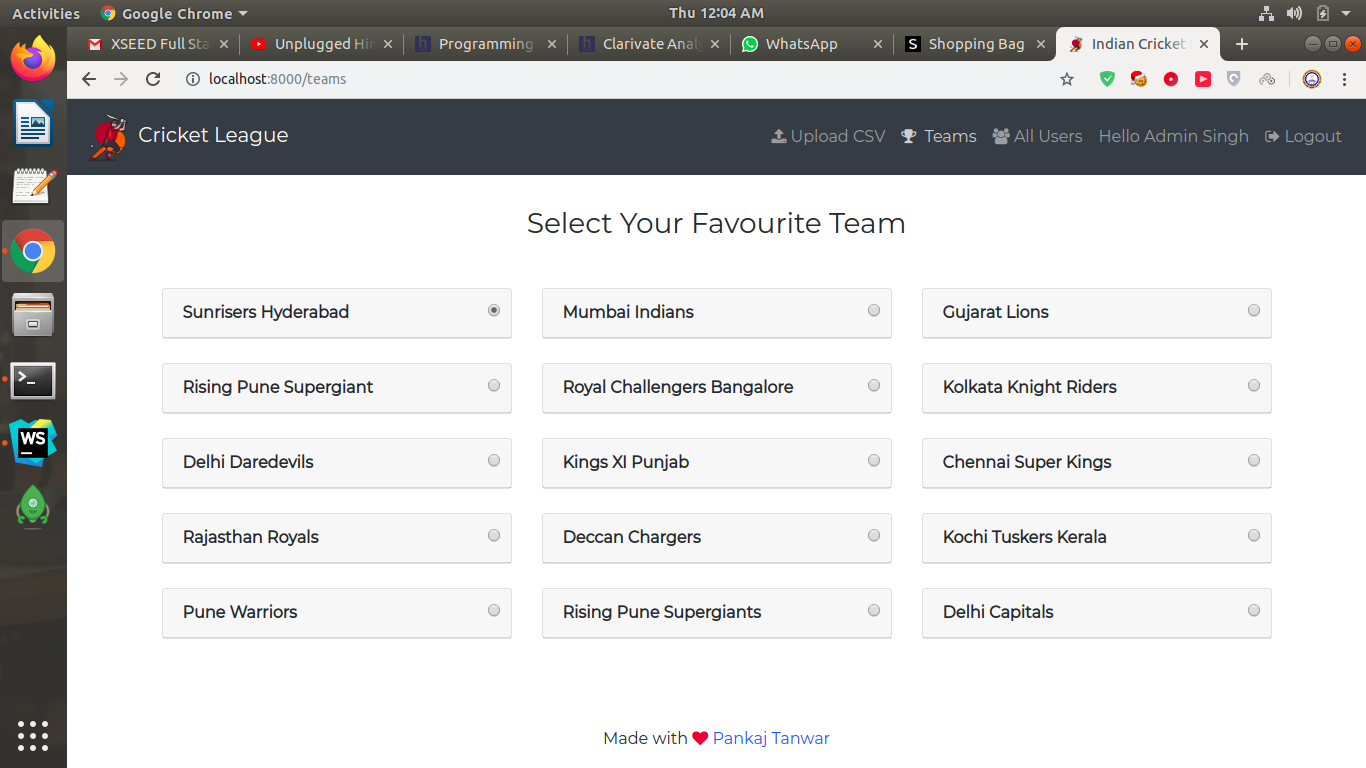 Activities Google Chrome Thu 12:04 AM
XSEED Full Sta Unplugged Hin Programming Clarivate Anal WhatsApp Shopping Bag Indian Cricket
localhost:8000/teams
Cricket League Upload CSV Teams All Users Hello Admin Singh Logout
Select Your Favourite Team
Sunrisers Hyderabad Mumbai Indians Gujarat Lions
Rising Pune Supergiant Royal Challengers Bangalore Kolkata Knight Riders
Delhi Daredevils Kings XI Punjab Chennai Super Kings
Rajasthan Royals Deccan Chargers Kochi Tuskers Kerala
Pune Warriors Rising Pune Supergiants Delhi Capitals
WS
Made with Pankaj Tanwar